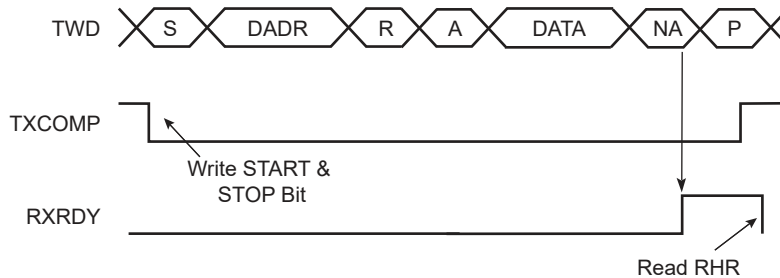 TWD S DADR R A DATA NA P
TXCOMP
Write START &
STOP Bit
RXRDY
Read RHR